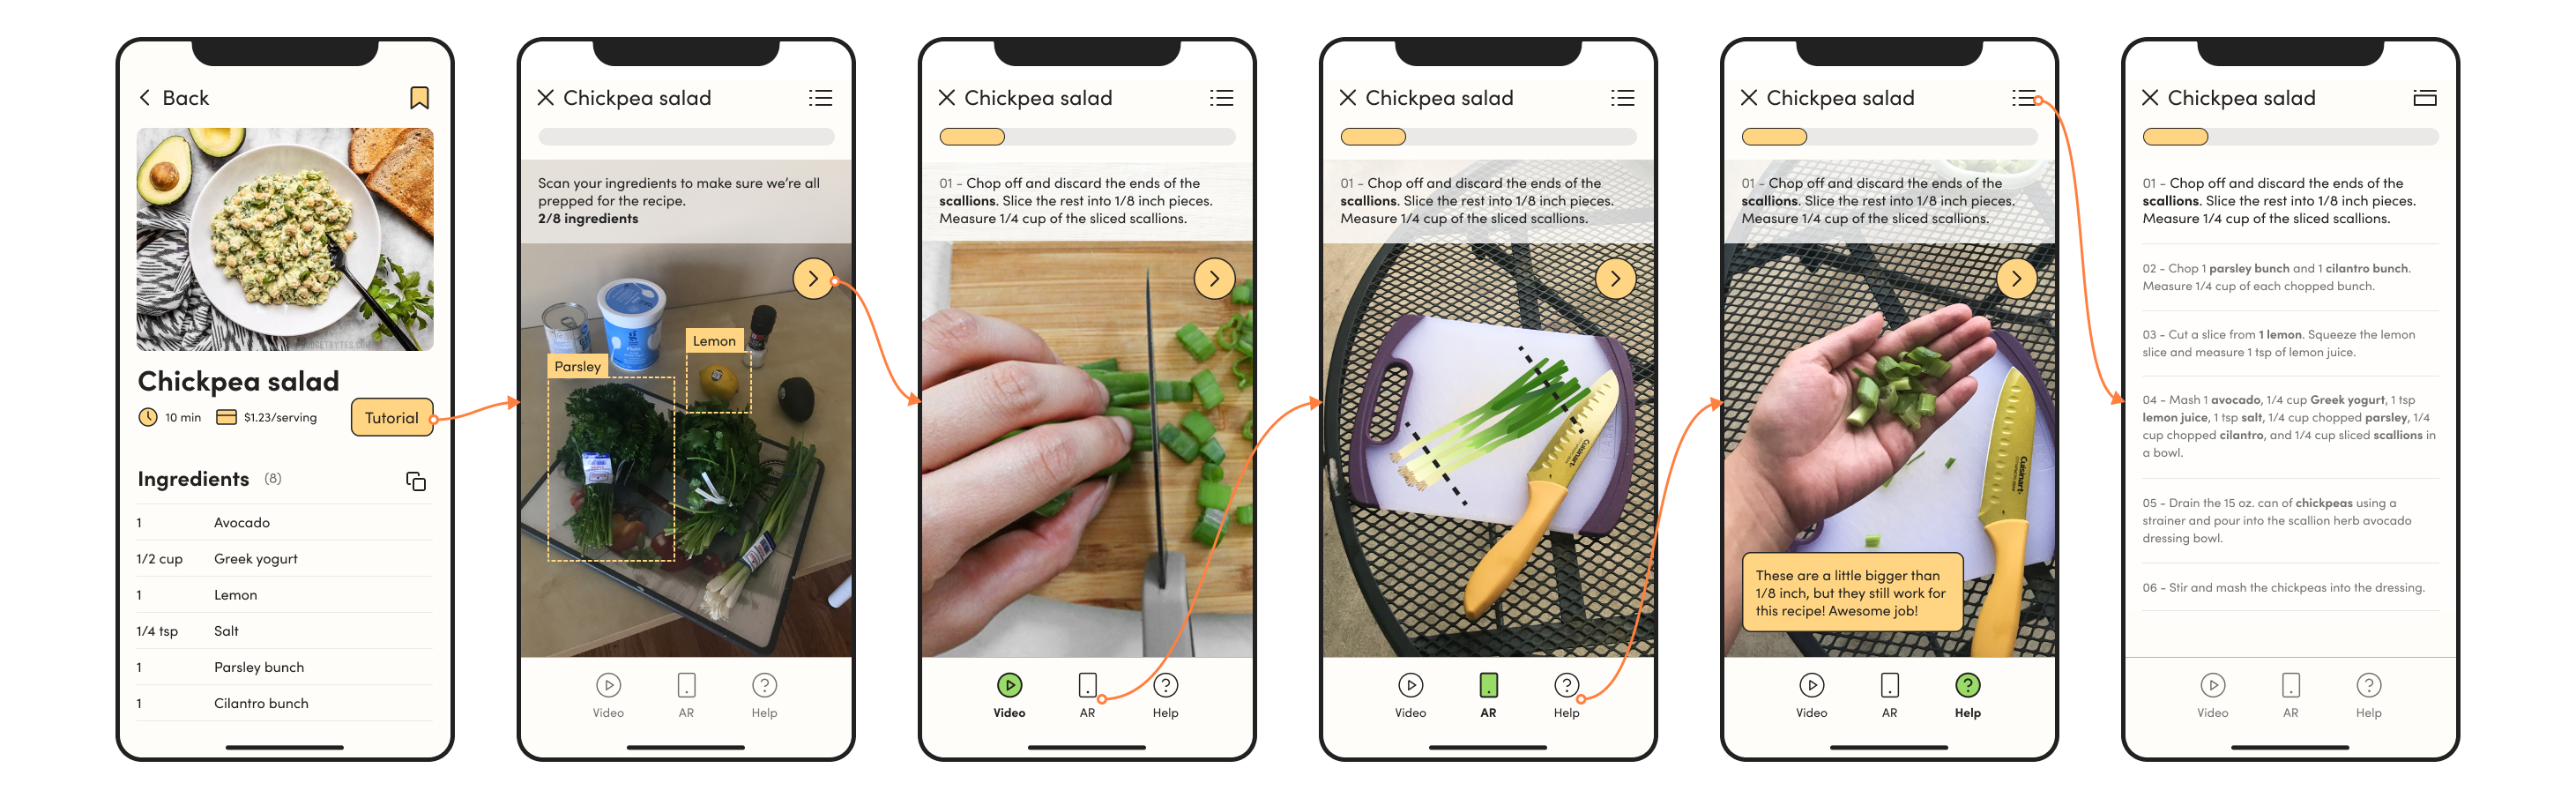 Back
Chickpea salad
10 min
$1.23/serving
Tutorial
Ingredients (8)
1 Avocado
1/2 cup Greek yogurt
1 Lemon
1/4 tsp Salt
1 Parsley bunch
1 Cilantro bunch
Chickpea salad
Scan your ingredients to make sure we’re all
prepped for the recipe.
2/8 ingredients
Lemon
Parsley
Video AR Help
Chickpea salad
01 - Chop off and discard the ends of the
scallions. Slice the rest into 1/8 inch pieces.
Measure 1/4 cup of the sliced scallions.
Video AR Help
Chickpea salad
01 - Chop off and discard the ends of the
scallions. Slice the rest into 1/8 inch pieces.
Measure 1/4 cup of the sliced scallions.
Cuisinart
Video AR Help
Chickpea salad
01 - Chop off and discard the ends of the
scallions. Slice the rest into 1/8 inch pieces.
Measure 1/4 cup of the sliced scallions.
Cuisinart
These are a little bigger than
1/8 inch, but they still work for
this recipe! Awesome job!
Video AR Help
Chickpea salad
01 - Chop off and discard the ends of the
scallions. Slice the rest into 1/8 inch pieces.
Measure 1/4 cup of the sliced scallions.
02 - Chop 1 parsley bunch and 1 cilantro bunch.
Measure 1/4 cup of each chopped bunch.
03 - Cut a slice from 1 lemon. Squeeze the lemon
slice and measure 1 tsp of lemon juice.
04 - Mash 1 avocado, 1/4 cup Greek yogurt, 1 tsp
lemon juice, 1 tsp salt, 1/4 cup chopped parsley, 1/4
cup chopped cilantro, and 1/4 cup sliced scallions in
a bowl.
05 - Drain the 15 oz. can of chickpeas using a
strainer and pour into the scallion herb avocado
dressing bowl.
06 - Stir and mash the chickpeas into the dressing.
Video AR Help